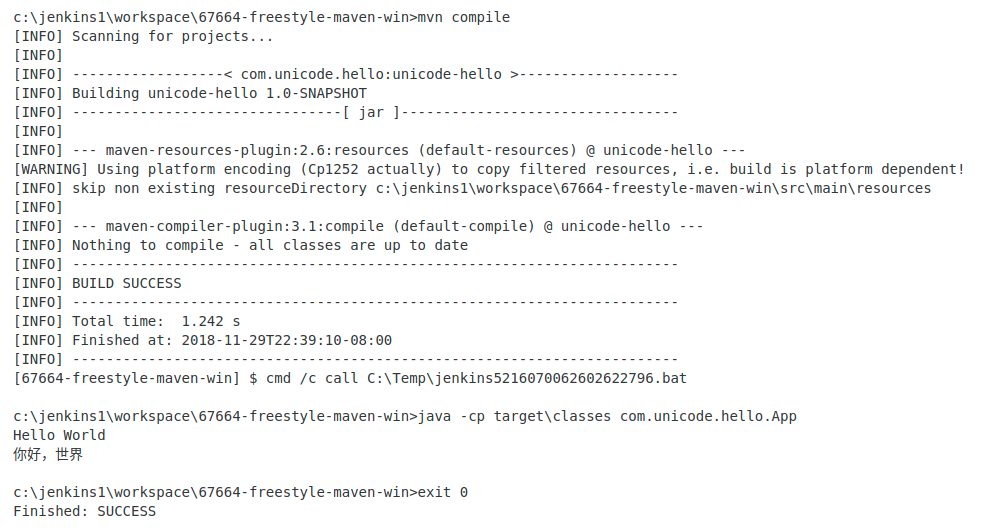 c:\jenkins1\workspace\67664-freestyle-maven-win>mvn compile
[INFO] Scanning for projects...
[INFO]
[INFO] ------------------< com.unicode.hello:unicode-hello >-------------------
[INFO] Building unicode-hello 1.0-SNAPSHOT
[INFO] --------------------------------[ jar ]---------------------------------
[INFO]
[INFO] --- maven-resources-plugin:2.6:resources (default-resources) @ unicode-hello ---
[WARNING] Using platform encoding (Cp1252 actually) to copy filtered resources, i.e. build is platform dependent!
[INFO] skip non existing resourceDirectory c:\jenkins1\workspace\67664-freestyle-maven-win\src\main\resources
[INFO]
[INFO] --- maven-compiler-plugin:3.1:compile (default-compile) @ unicode-hello ---
[INFO] Nothing to compile - all classes are up to date
[INFO] ------------------------------------------------------------------------
[INFO] BUILD SUCCESS
[INFO] ------------------------------------------------------------------------
[INFO] Total time:  1.242 s
[INFO] Finished at: 2018-11-29T22:39:10-08:00
[INFO] ------------------------------------------------------------------------
[67664-freestyle-maven-win] $ cmd /c call C:\Temp\jenkins5216070062602622796.bat
c:\jenkins1\workspace\67664-freestyle-maven-win>java -cp target\classes com.unicode.hello.App
Hello World
你好，世界
c:\jenkins1\workspace\67664-freestyle-maven-win>exit 0
Finished: SUCCESS